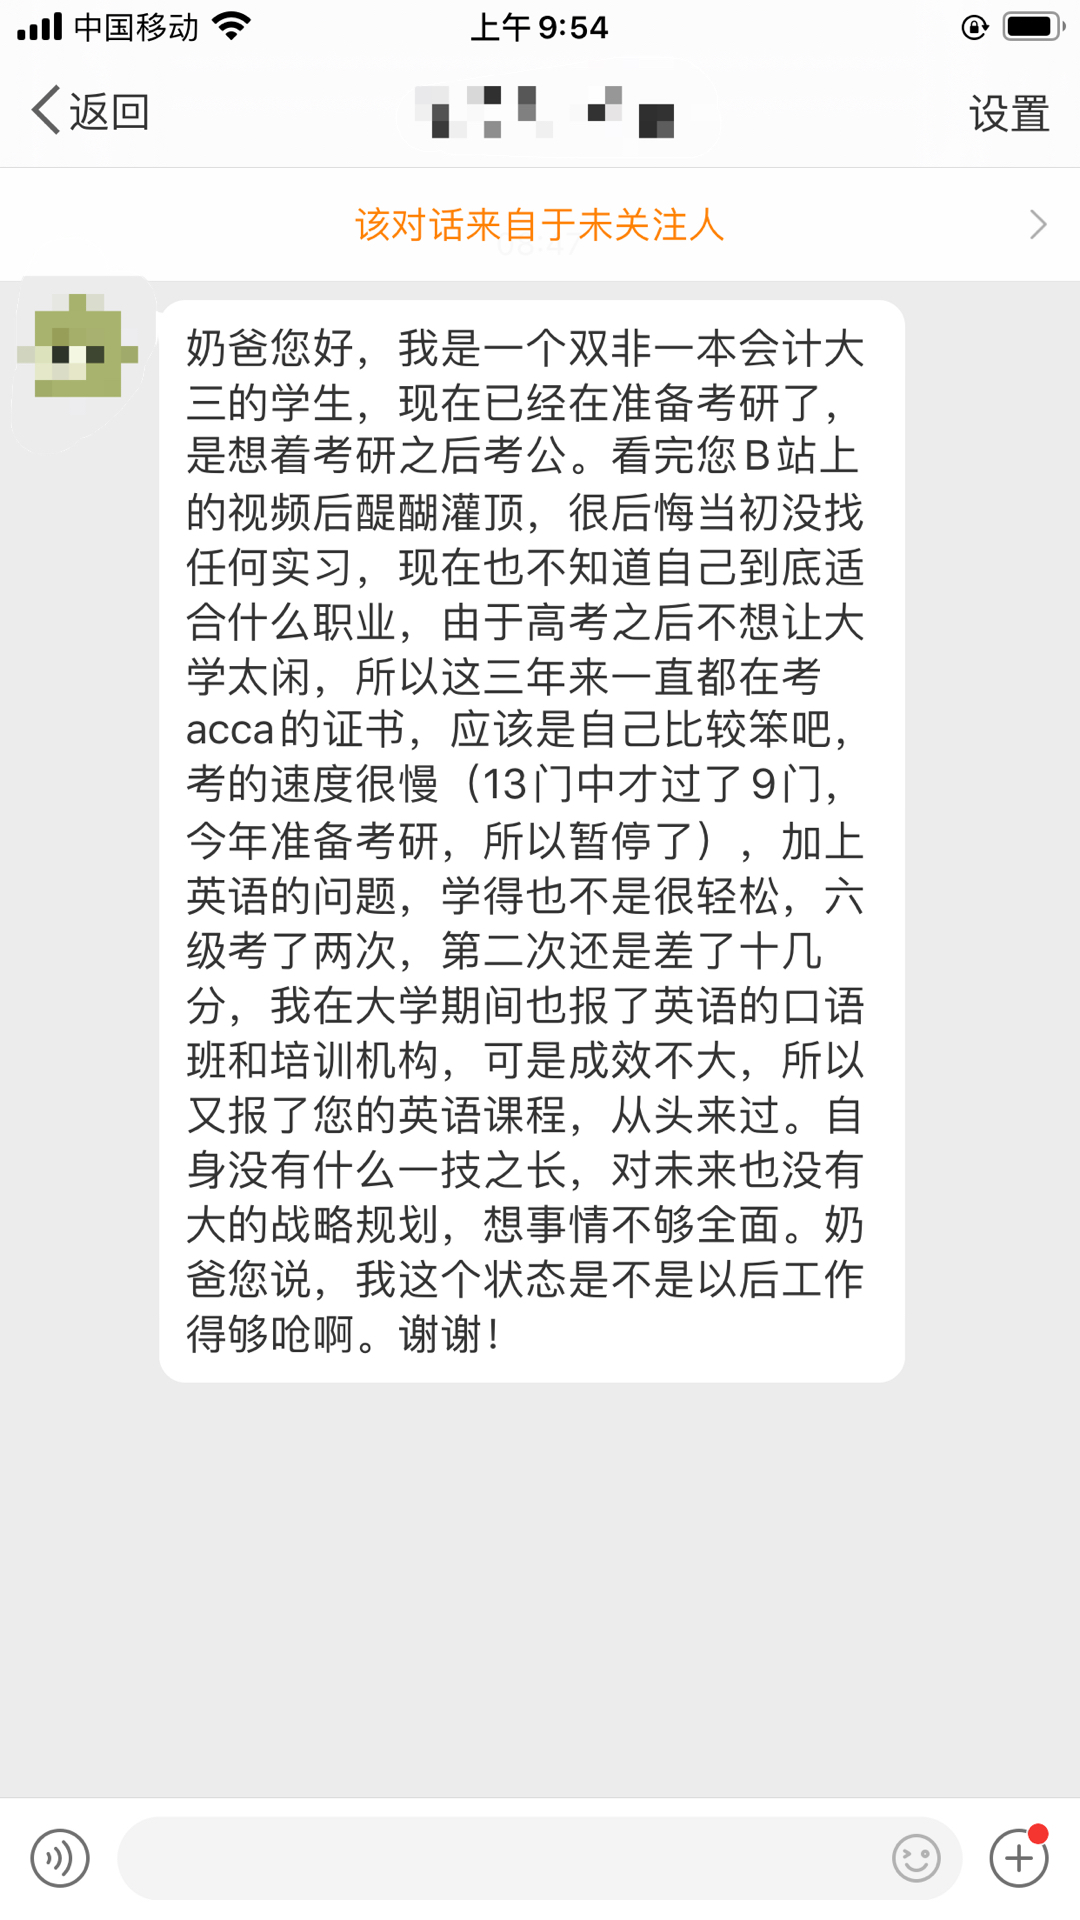 中国移动
上午9:54
返回
设置
该对话来自于未关注人
奶爸您好，我是一个双非一本会计大
三的学生，现在已经在准备考研了，
是想着考研之后考公。看完您B站上
的视频后醍醐灌顶，很后悔当初没找
任何实习，现在也不知道自己到底适
合什么职业，由于高考之后不想让大
学太闲，所以这三年来一直都在考
acca的证书，应该是自己比较笨吧，
考的速度很慢（13门中才过了9门，
今年准备考研，所以暂停了），加上
英语的问题，学得也不是很轻松，六
级考了两次，第二次还是差了十几
分，我在大学期间也报了英语的口语
班和培训机构，可是成效不大，所以
又报了您的英语课程，从头来过。自
身没有什么一技之长，对未来也没有
大的战略规划，想事情不够全面。奶
爸您说，我这个状态是不是以后工作
得够呛啊。谢谢！